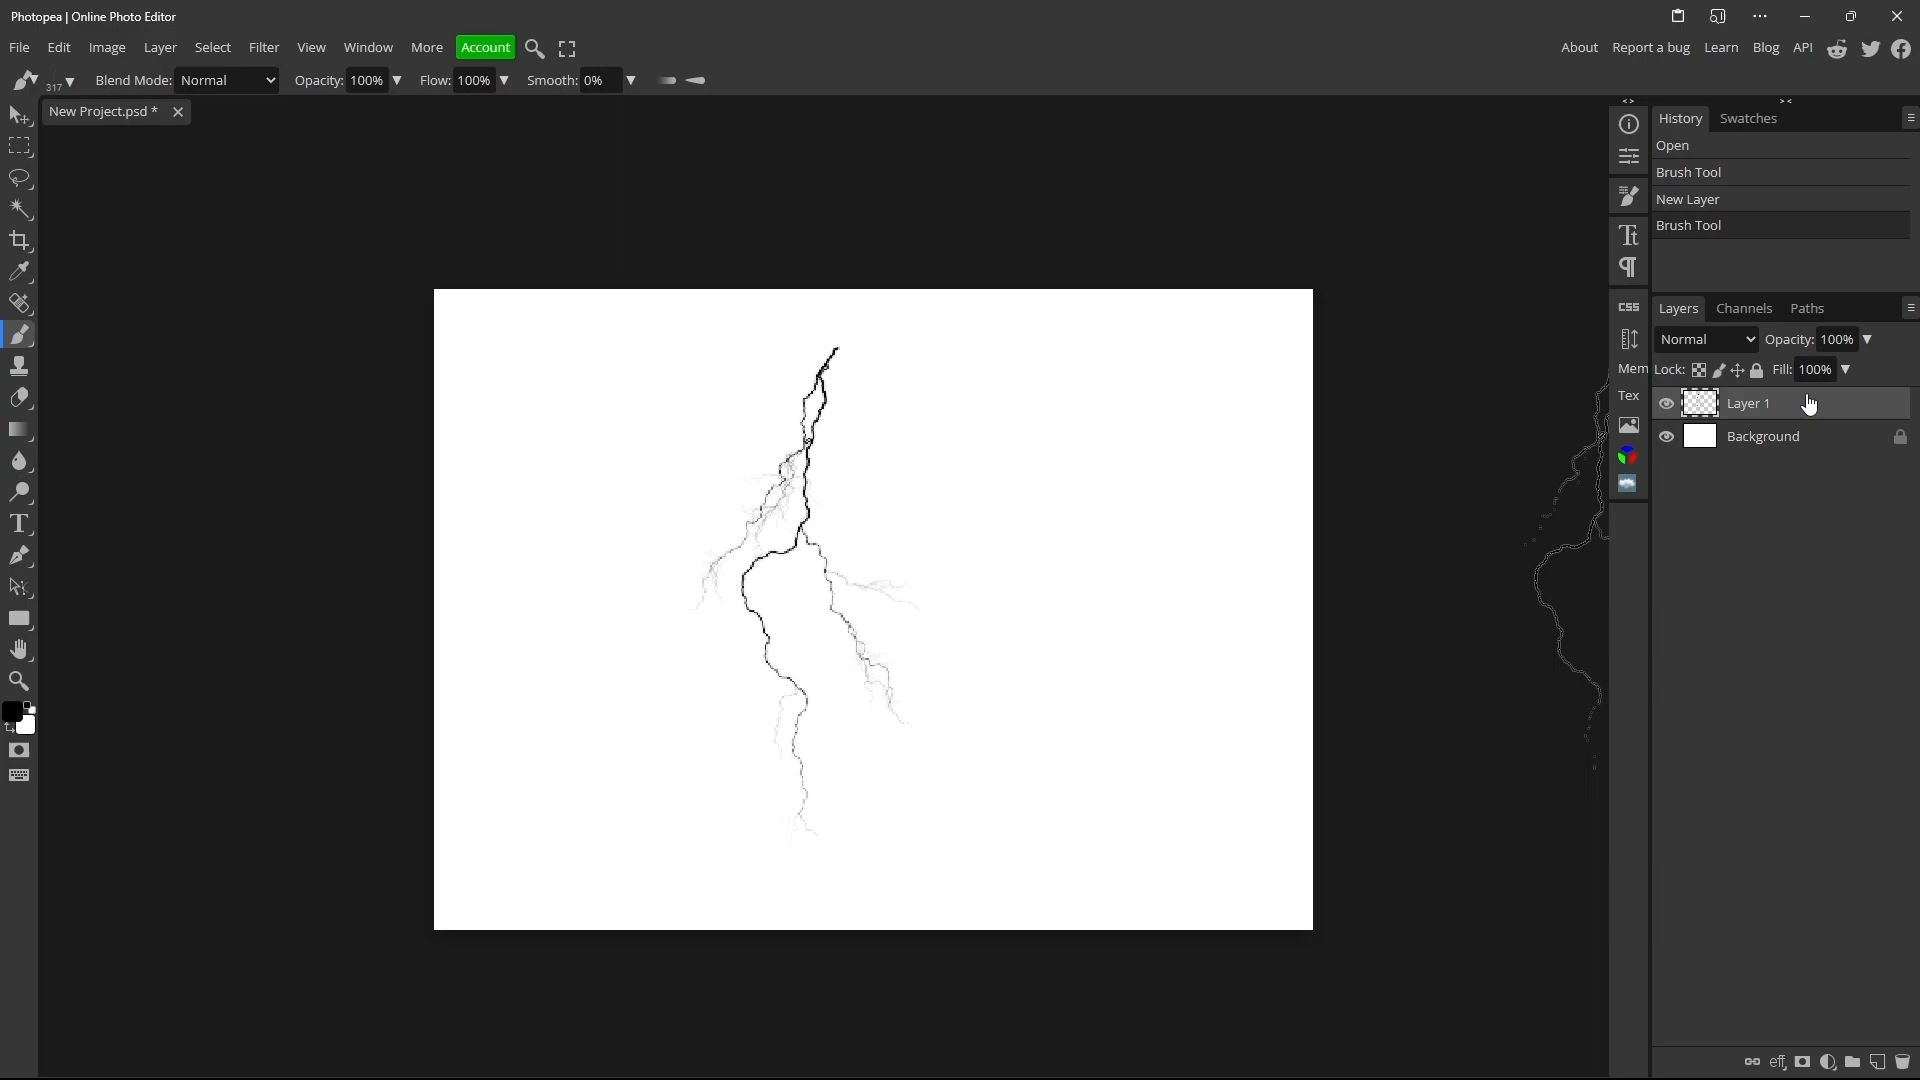 Photopea | Online Photo Editor
File Edit Image Layer Select Filter View Window More Account About Report a bug Learn Blog API
317 Blend Mode: Normal Opacity: 100% Flow: 100% Smooth: 0%
New Project.psd *
History Swatches
Open
Brush Tool
New Layer
Brush Tool
Tt
CSS
Layers Channels Paths
Normal Opacity: 100%
Mem Lock: Fill: 100%
Tex
Layer 1
Background
T
eff